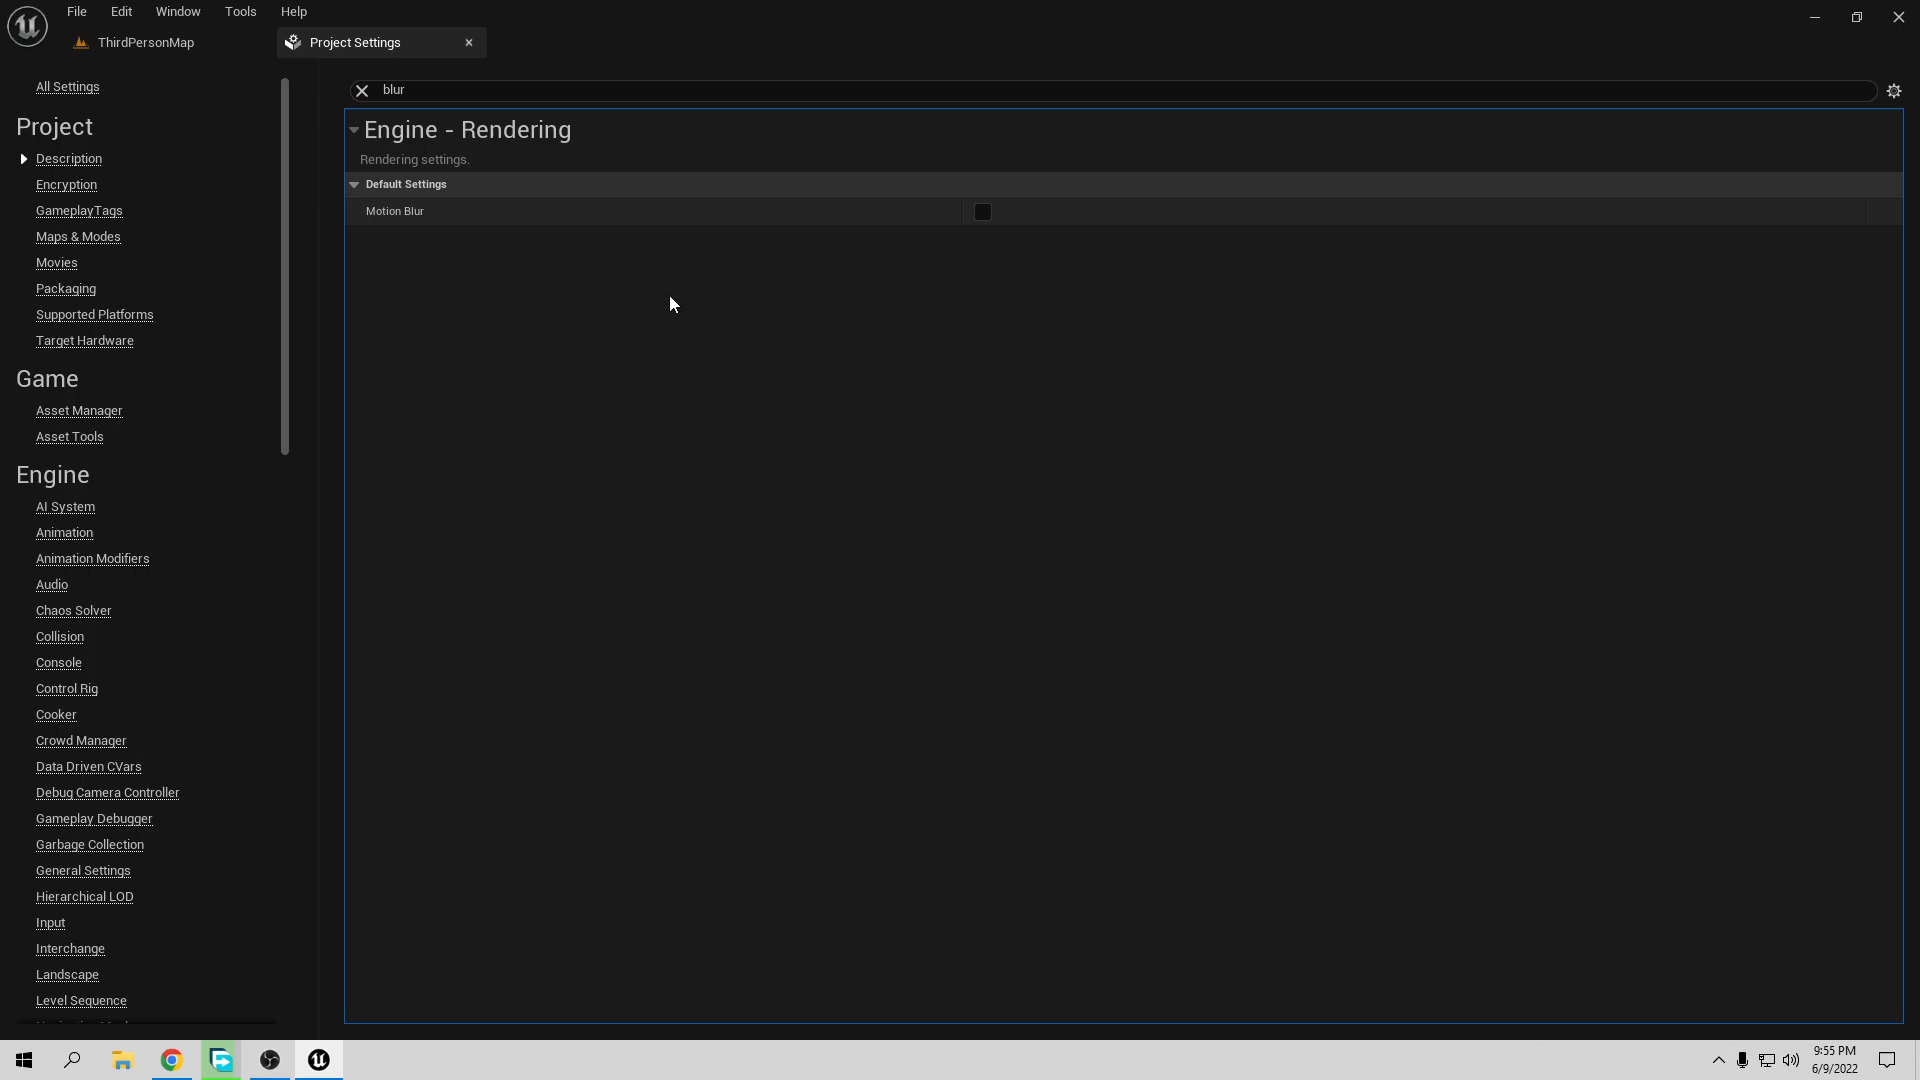 File Edit Window Tools Help
ThirdPersonMap
Project Settings
All Settings
Project
Description
Encryption
GameplayTags
Maps & Modes
Movies
Packaging
Supported Platforms
Target Hardware
Game
Asset Manager
Asset Tools
Engine
AI System
Animation
Animation Modifiers
Audio
Chaos Solver
Collision
Console
Control Rig
Cooker
Crowd Manager
Data Driven CVars
Debug Camera Controller
Gameplay Debugger
Garbage Collection
General Settings
Hierarchical LOD
Input
Interchange
Landscape
Level Sequence
blur
Engine - Rendering
Rendering settings.
Default Settings
Motion Blur
9:55 PM
6/9/2022